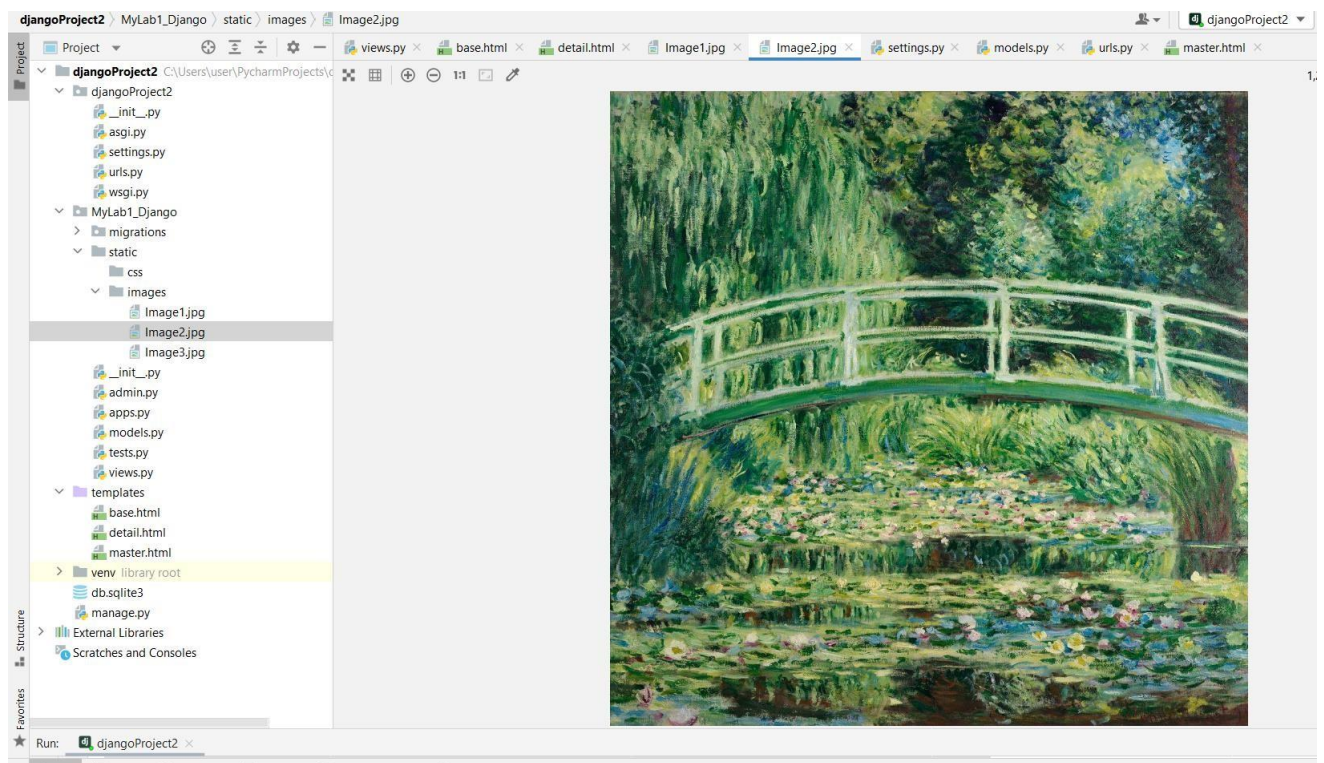 djangoProject2 MyLab1_Django static images Image2.jpg djangoProject2
Project views.py base.html detail.html Image1.jpg Image2.jpg settings.py models.py urls.py master.html
Project
djangoProject2 C:\Users\user\PycharmProjects\ 1:1
djangoProject2
__init__.py
asgi.py
settings.py
urls.py
wsgi.py
MyLab1_Django
migrations
static
css
images
Image1.jpg
Image2.jpg
Image3.jpg
__init__.py
admin.py
apps.py
models.py
tests.py
views.py
templates
base.html
detail.html
master.html
venv library root
db.sqlite3
manage.py
External Libraries
Scratches and Consoles
Structure
Favorites
Run: djangoProject2